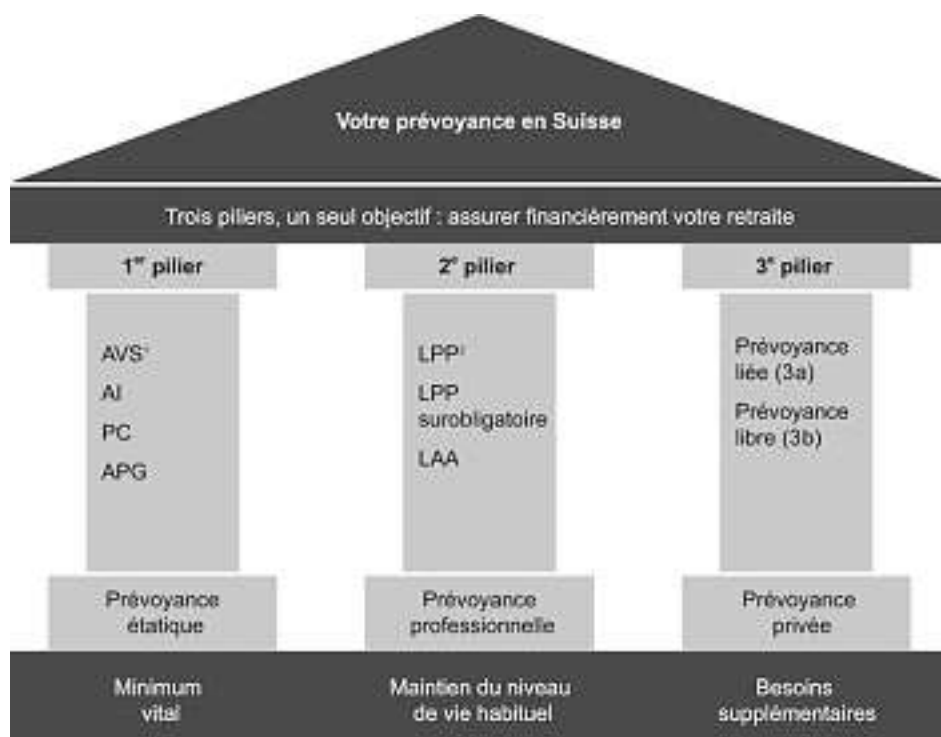 Votre prévoyance en Suisse
Trois piliers, un seul objectif : assurer financièrement votre retraite
1er pilier
2e pilier
3e pilier
AVS¹
AI
PC
APG
LPP²
LPP
surobligatoire
LAA
Prévoyance
liée (3a)
Prévoyance
libre (3b)
Prévoyance
étatique
Prévoyance
professionnelle
Prévoyance
privée
Minimum
vital
Maintien du niveau
de vie habituel
Besoins
supplémentaires